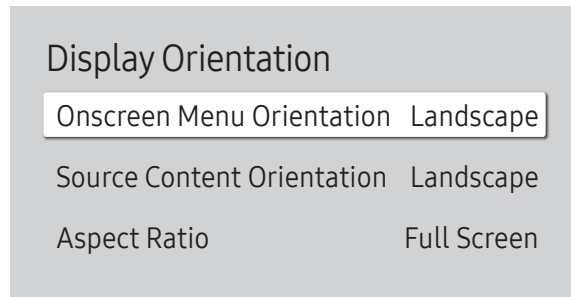 Display Orientation
Onscreen Menu Orientation Landscape
Source Content Orientation Landscape
Aspect Ratio Full Screen